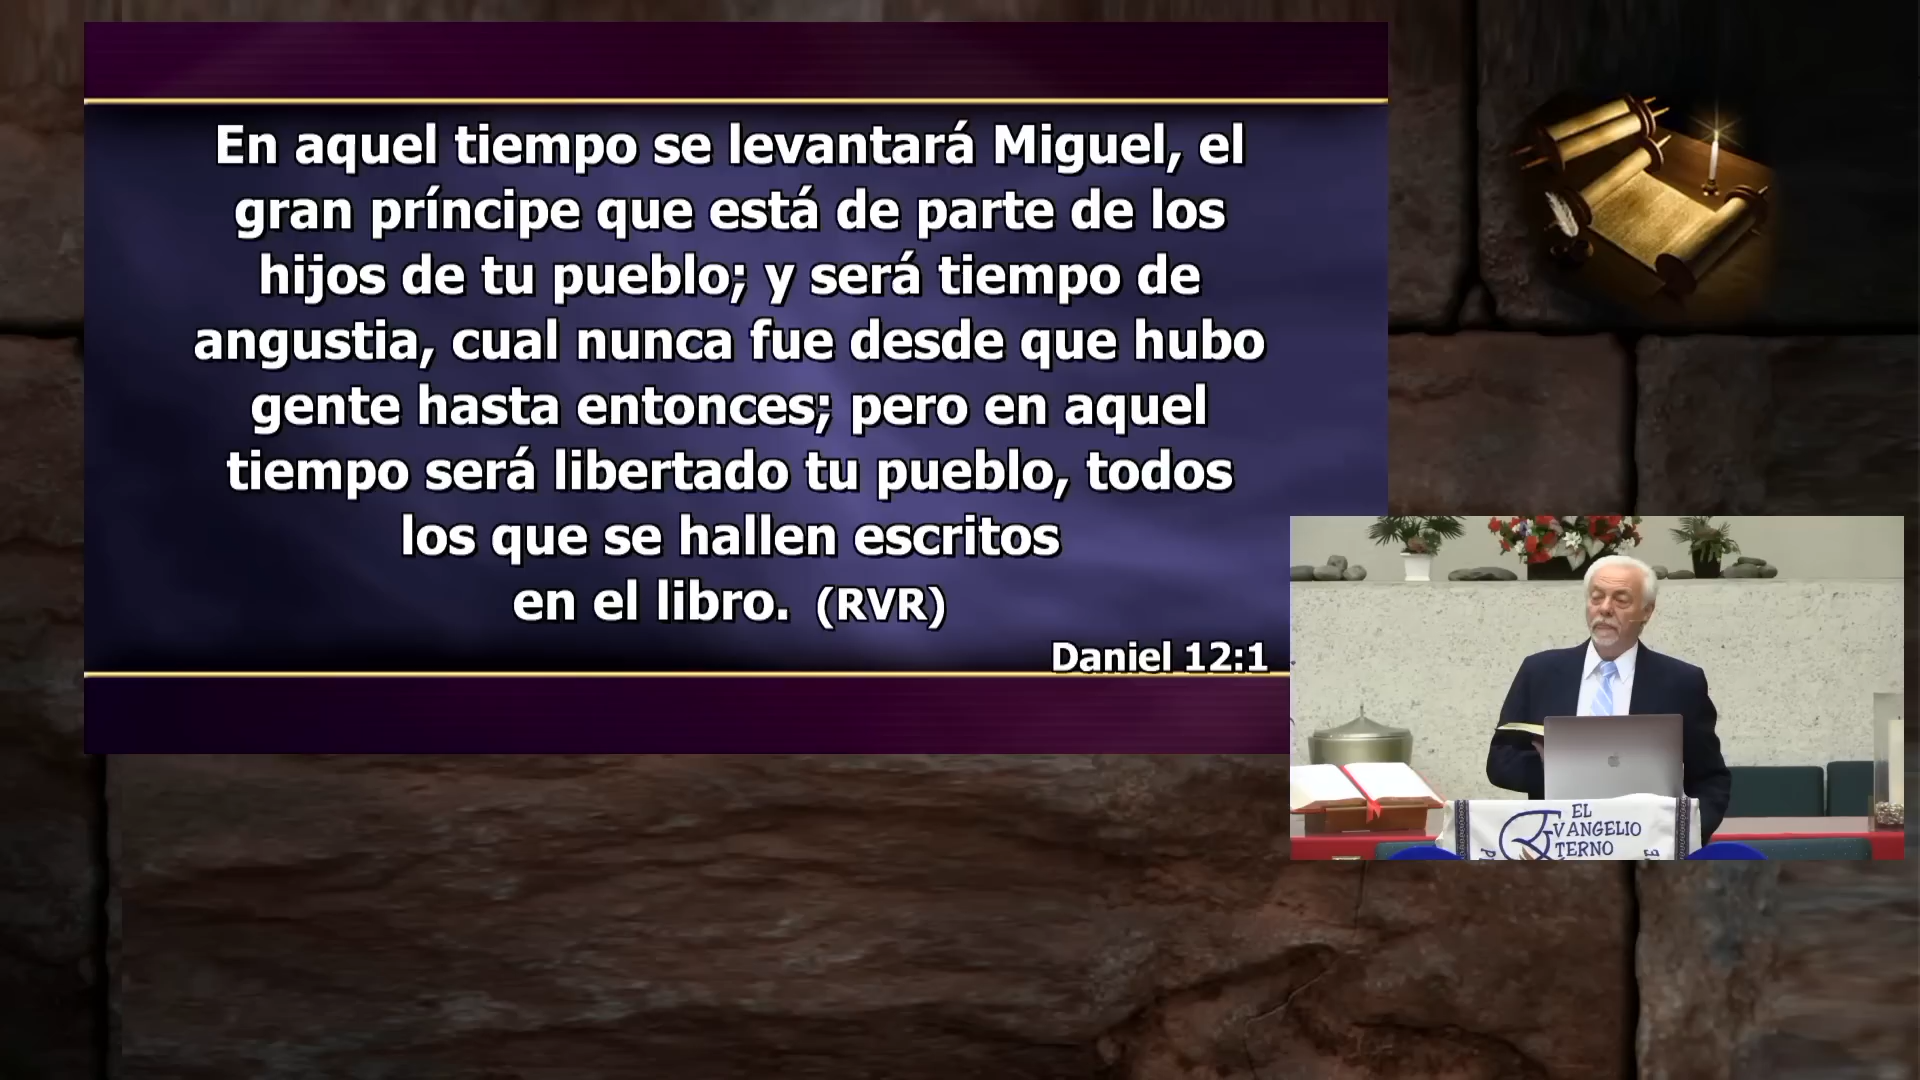 En aquel tiempo se levantará Miguel, el
gran príncipe que está de parte de los
hijos de tu pueblo; y será tiempo de
angustia, cual nunca fue desde que hubo
gente hasta entonces; pero en aquel
tiempo será libertado tu pueblo, todos
los que se hallen escritos
en el libro. (RVR)
Daniel 12:1
EL
VANGELIO
TERNO